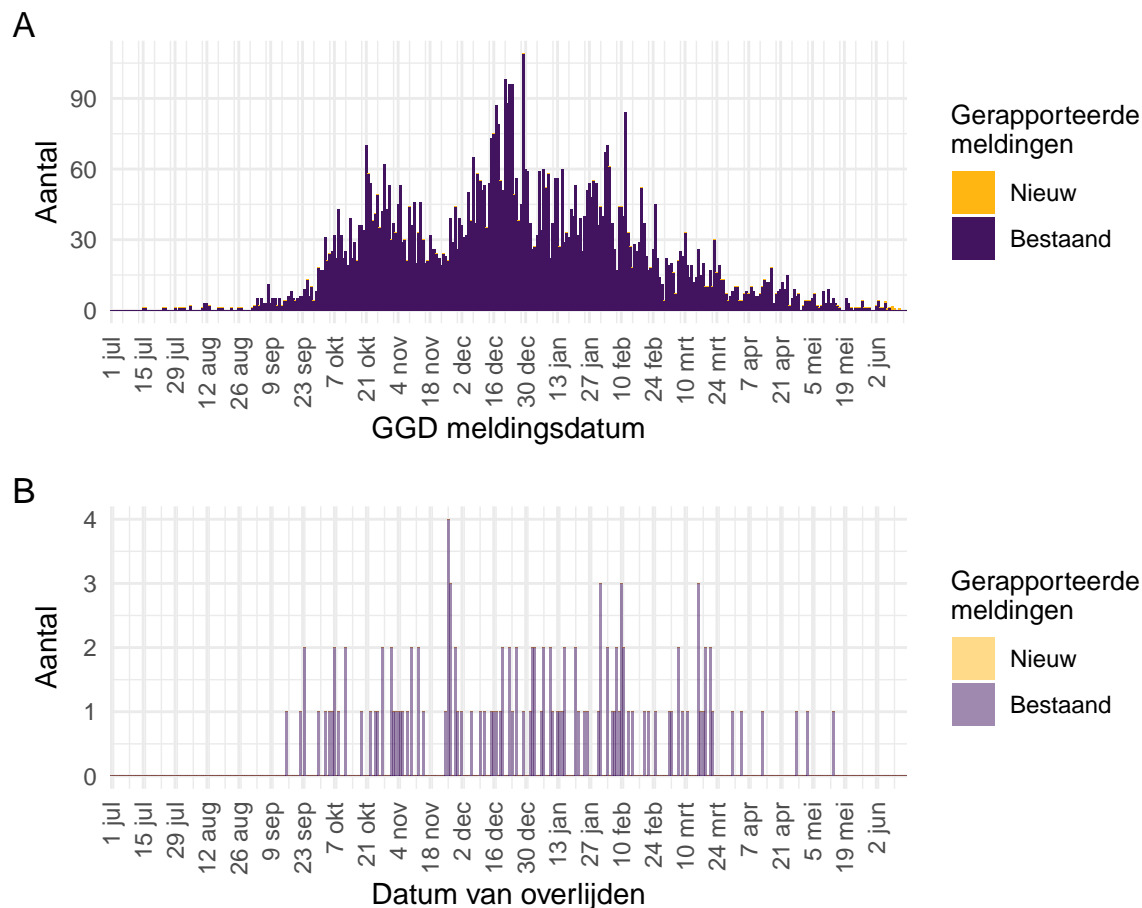 A
90
60
30
0
Aantal
1 jul
15 jul
29 jul
12 aug
26 aug
9 sep
23 sep
7 okt
21 okt
4 nov
18 nov
2 dec
16 dec
30 dec
13 jan
27 jan
10 feb
24 feb
10 mrt
24 mrt
7 apr
21 apr
5 mei
19 mei
2 jun
GGD meldingsdatum
Gerapporteerde
meldingen
Nieuw
Bestaand
B
4
3
2
1
0
Aantal
1 jul
15 jul
29 jul
12 aug
26 aug
9 sep
23 sep
7 okt
21 okt
4 nov
18 nov
2 dec
16 dec
30 dec
13 jan
27 jan
10 feb
24 feb
10 mrt
24 mrt
7 apr
21 apr
5 mei
19 mei
2 jun
Datum van overlijden
Gerapporteerde
meldingen
Nieuw
Bestaand